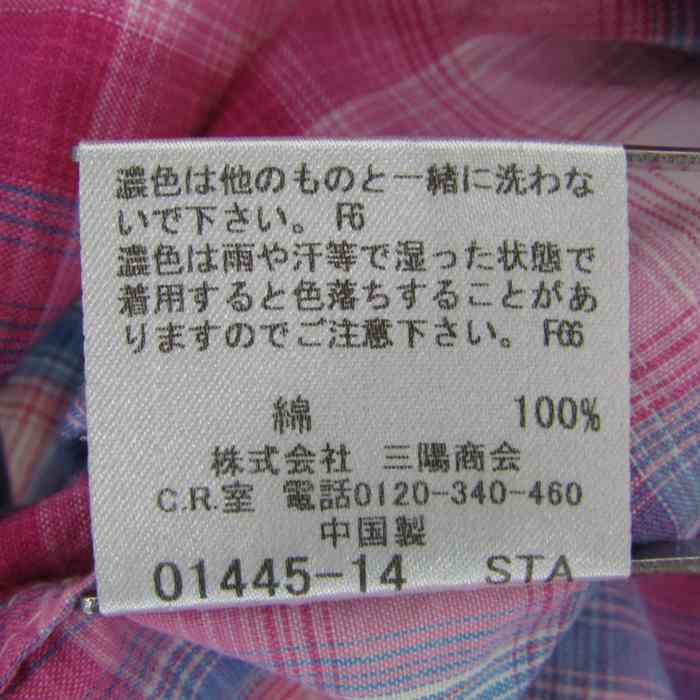 濃色は他のものと一緒に洗わな
いで下さい。 F6
濃色は雨や汗等で湿った状態で
着用すると色落ちすることがあ
りますのでご注意下さい。 F66
綿 100%
株式会社 三陽商会
C.R.室 電話0120-340-460
中国製
01445-14 STA